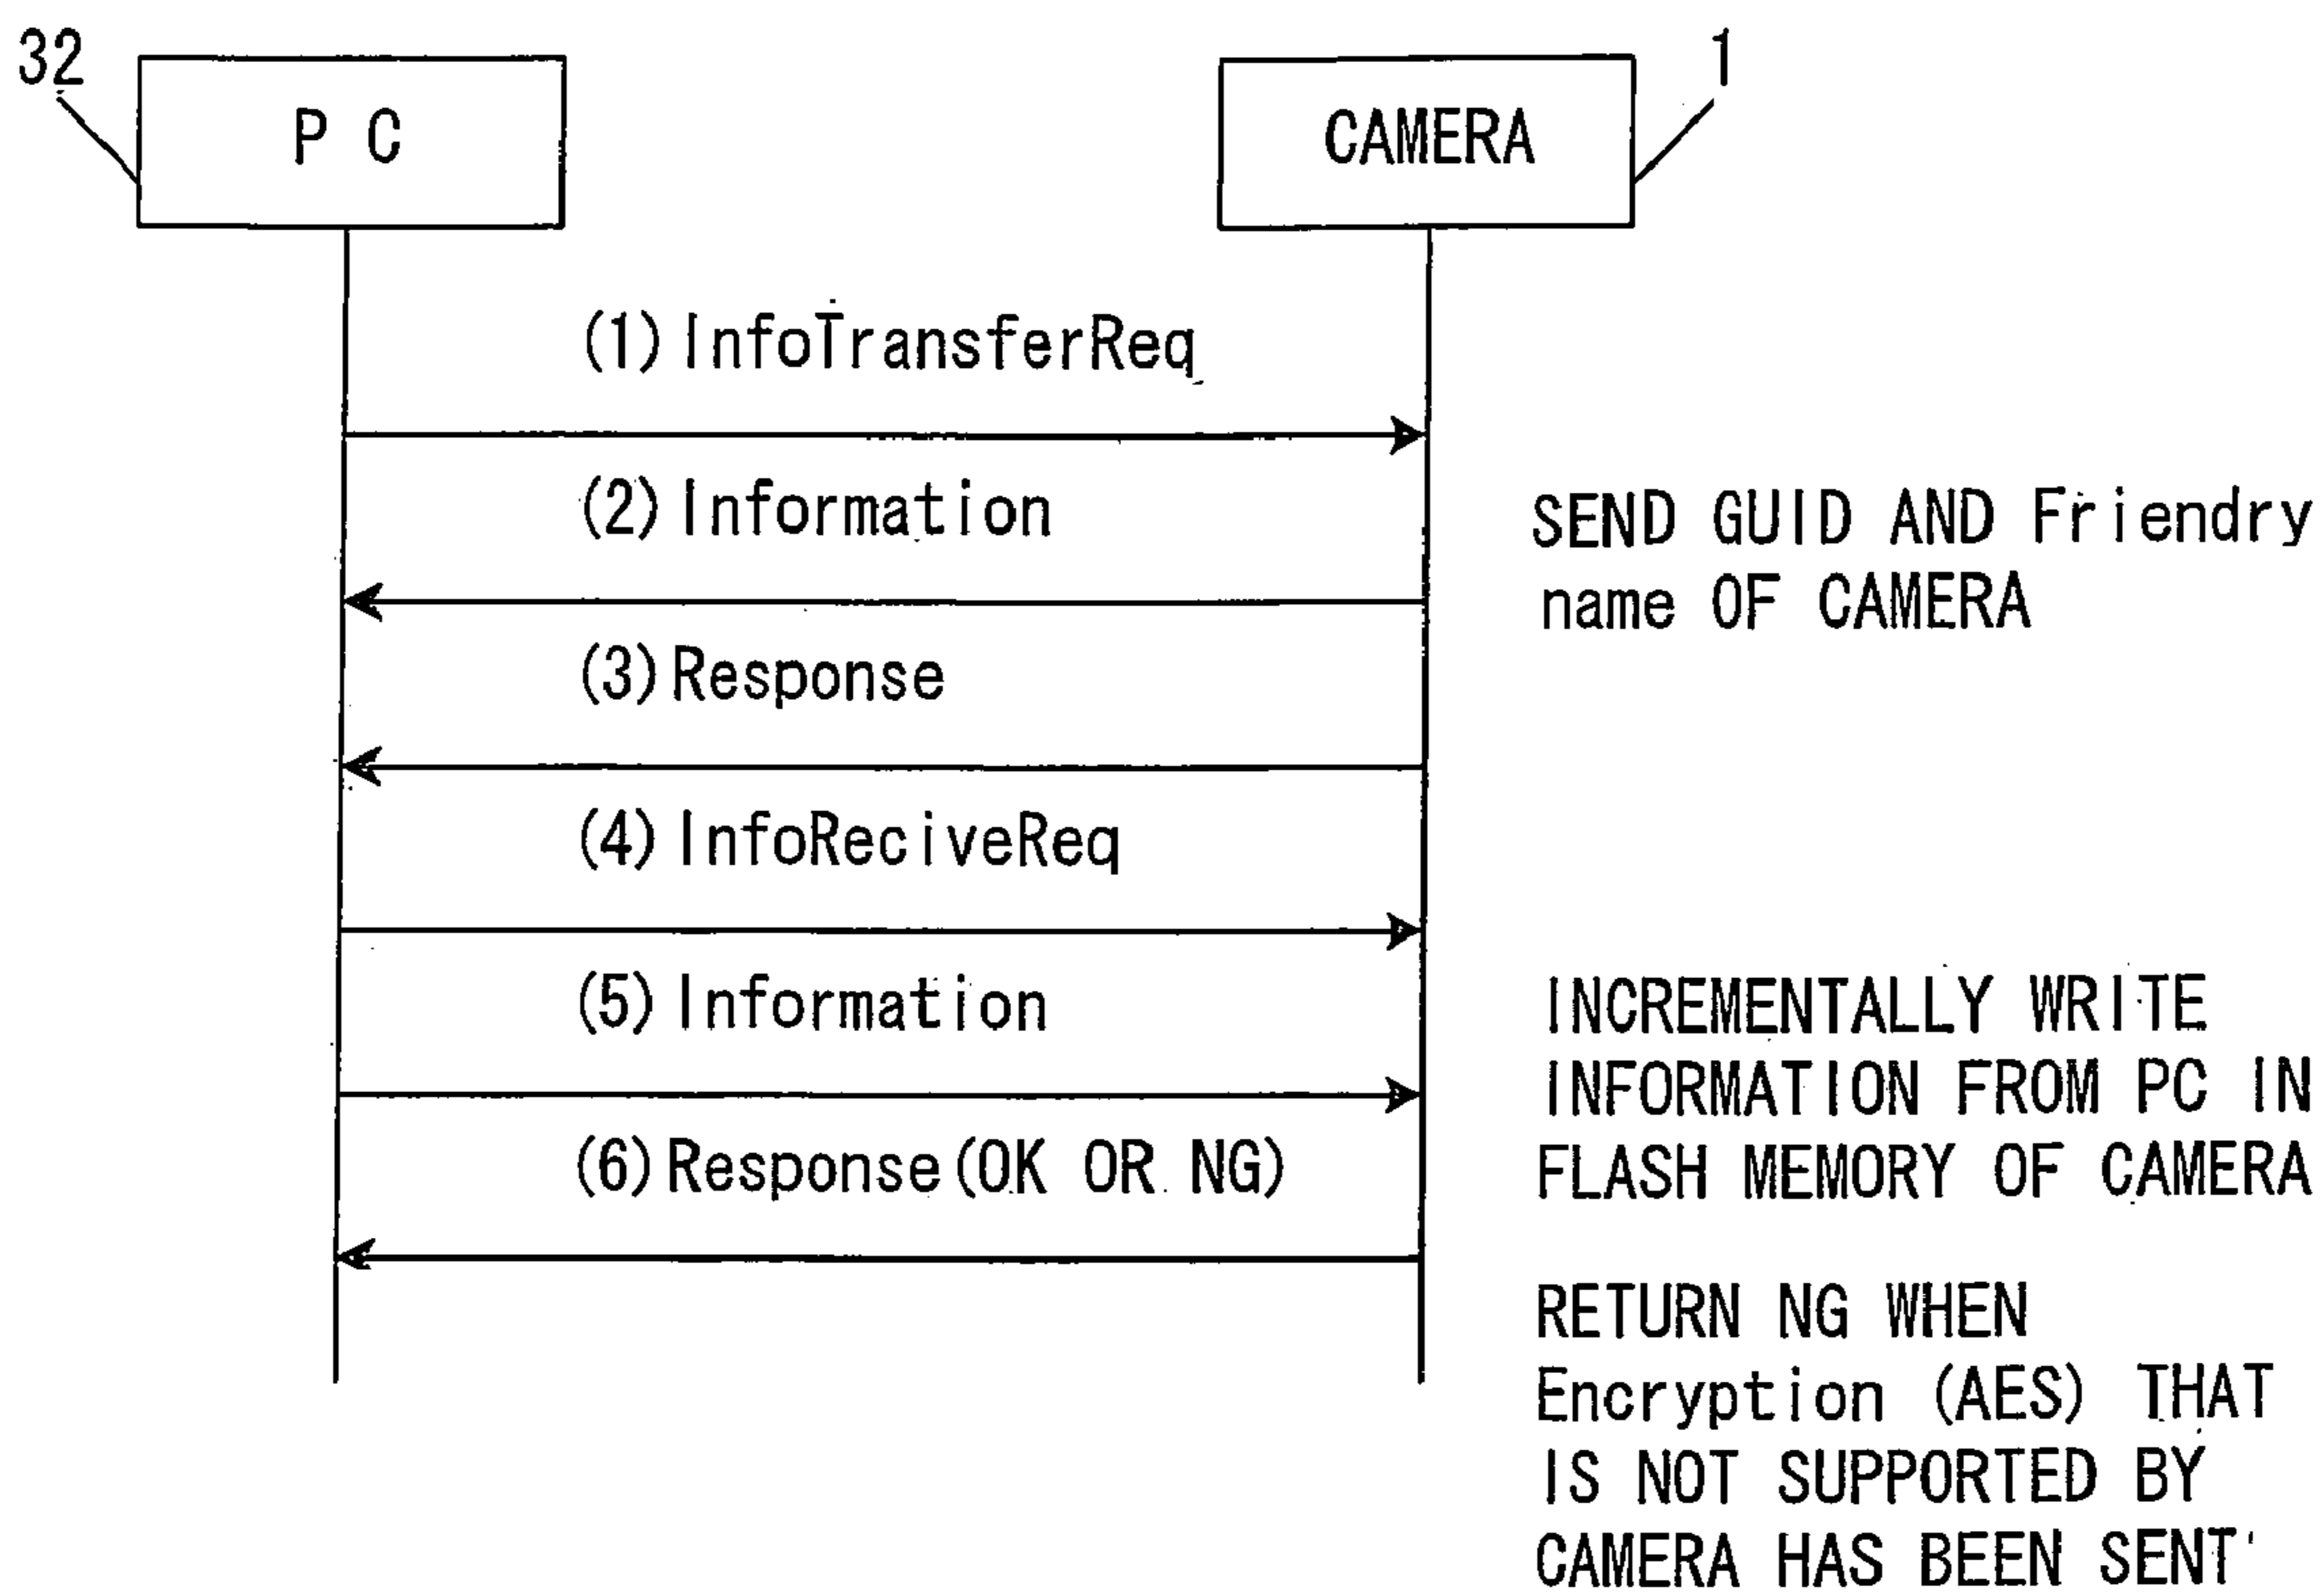 32
1
P C
CAMERA
(1) InfoTransferReq
(2) Information
SEND GUID AND Friendry
name OF CAMERA
(3) Response
(4) InfoReciveReq
(5) Information
INCREMENTALLY WRITE
INFORMATION FROM PC IN
FLASH MEMORY OF CAMERA
(6) Response (OK OR NG)
RETURN NG WHEN
Encryption (AES) THAT
IS NOT SUPPORTED BY
CAMERA HAS BEEN SENT